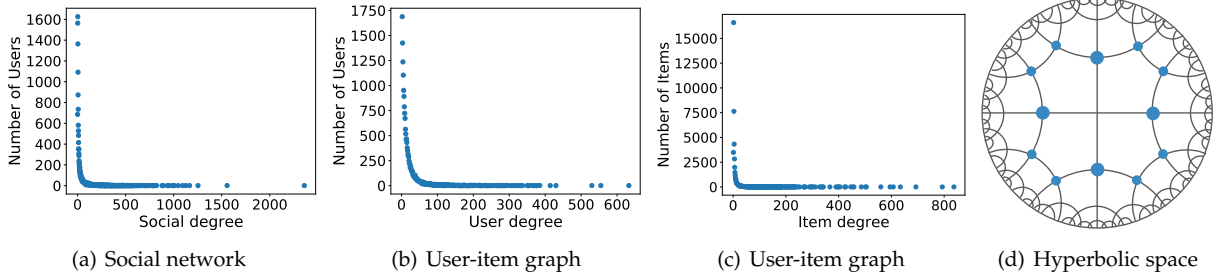 1600
1400
1200
1000
800
600
400
200
0
Number of Users
0 500 1000 1500 2000
Social degree
(a) Social network
1750
1500
1250
1000
750
500
250
0
Number of Users
0 100 200 300 400 500 600
User degree
(b) User-item graph
15000
12500
10000
7500
5000
2500
0
Number of Items
0 200 400 600 800
Item degree
(c) User-item graph
(d) Hyperbolic space